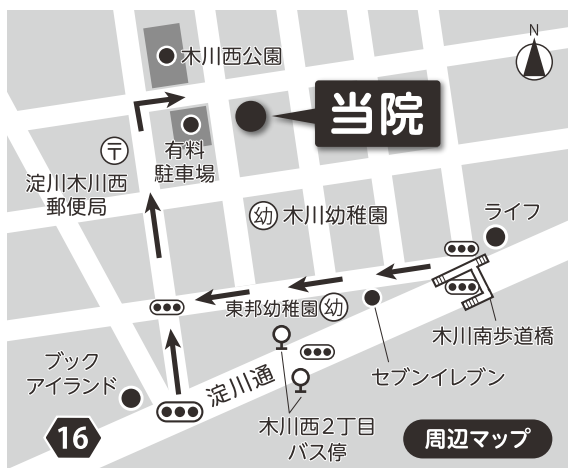 N
木川西公園
当院
〒
有料
駐車場
淀川木川西
郵便局
幼 木川幼稚園
ライフ
東邦幼稚園 幼
木川南歩道橋
ブック
アイランド
淀川通
セブンイレブン
木川西2丁目
バス停
16
周辺マップ